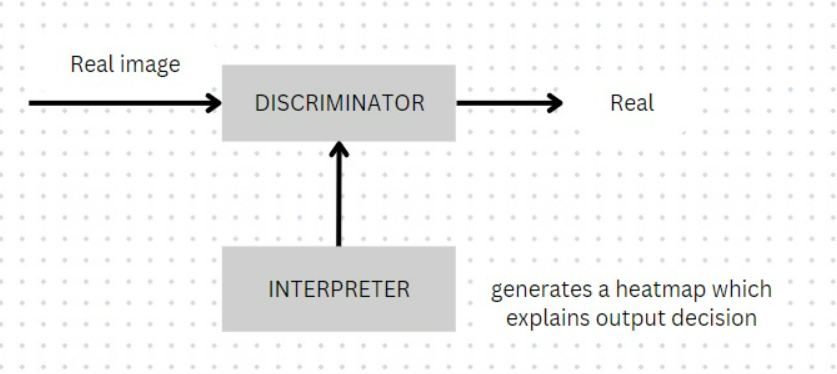 Real image
DISCRIMINATOR
Real
INTERPRETER
generates a heatmap which
explains output decision